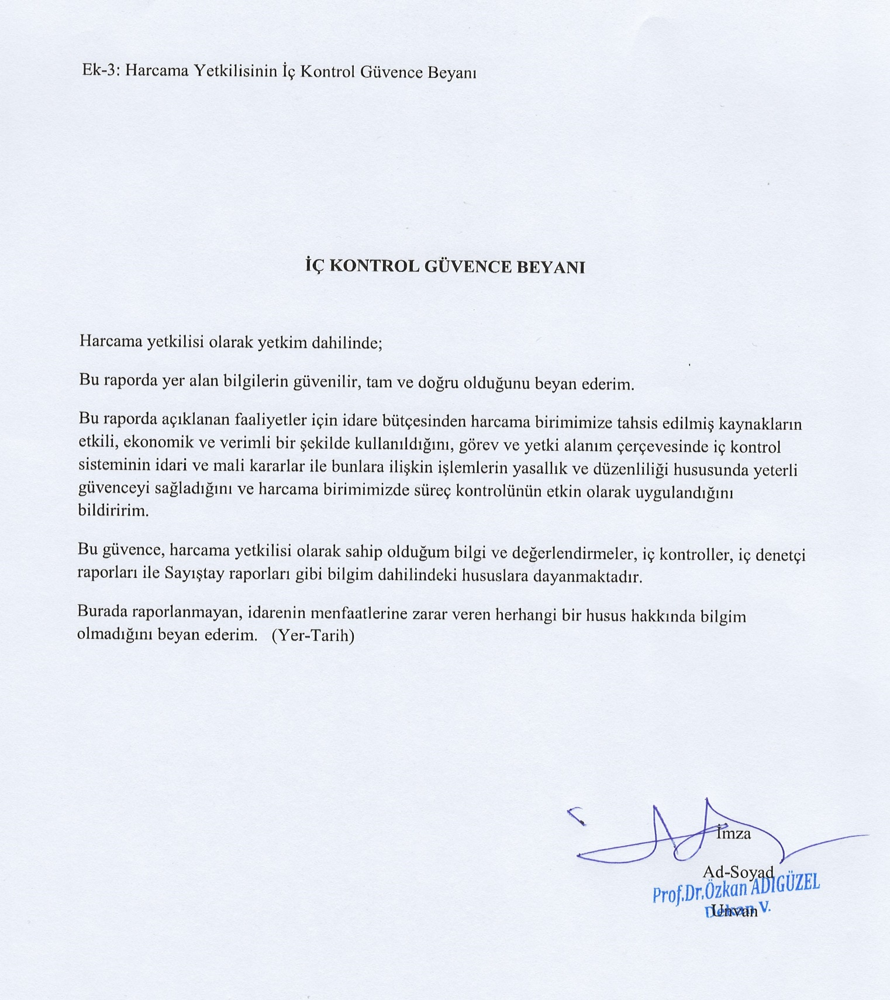 Ek-3: Harcama Yetkilisinin İç Kontrol Güvence Beyanı
İÇ KONTROL GÜVENCE BEYANI
Harcama yetkilisi olarak yetkim dahilinde;
Bu raporda yer alan bilgilerin güvenilir, tam ve doğru olduğunu beyan ederim.
Bu raporda açıklanan faaliyetler için idare bütçesinden harcama birimimize tahsis edilmiş kaynakların
etkili, ekonomik ve verimli bir şekilde kullanıldığını, görev ve yetki alanım çerçevesinde iç kontrol
sisteminin idari ve mali kararlar ile bunlara ilişkin işlemlerin yasallık ve düzenliliği hususunda yeterli
güvenceyi sağladığını ve harcama birimimizde süreç kontrolünün etkin olarak uygulandığını
bildiririm.
Bu güvence, harcama yetkilisi olarak sahip olduğum bilgi ve değerlendirmeler, iç kontroller, iç denetçi
raporları ile Sayıştay raporları gibi bilgim dahilindeki hususlara dayanmaktadır.
Burada raporlanmayan, idarenin menfaatlerine zarar veren herhangi bir husus hakkında bilgim
olmadığını beyan ederim. (Yer-Tarih)
İmza
Ad-Soyad
Prof.Dr.Özkan ADIGÜZEL
Dekan V.
Unvan